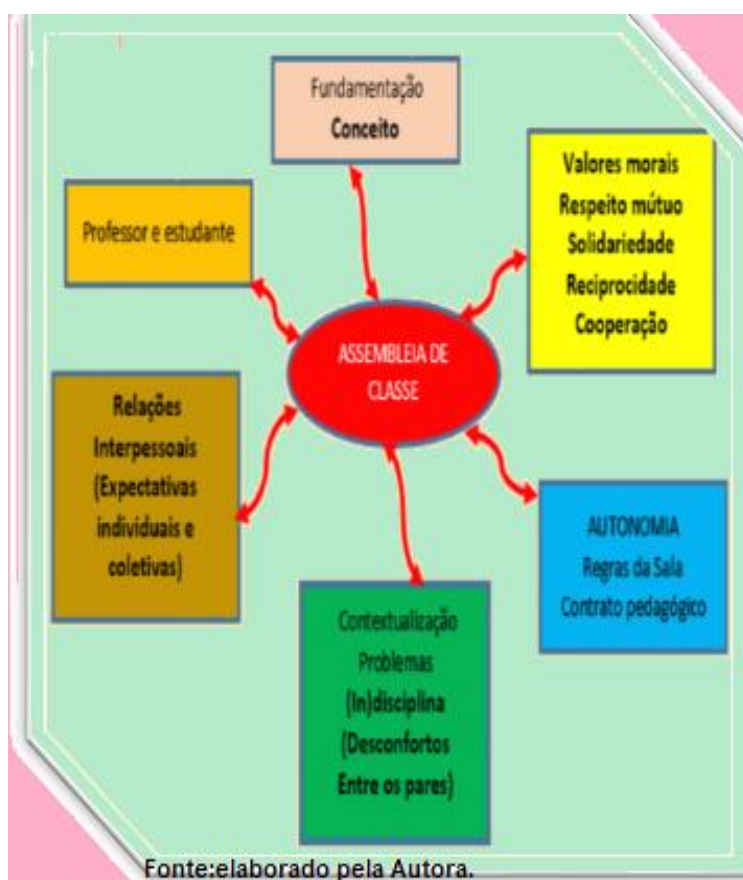 Fundamentação
Conceito
Valores morais
Respeito mútuo
Solidariedade
Reciprocidade
Cooperação
Professor e estudante
ASSEMBLEIA DE
CLASSE
Relações
Interpessoais
(Expectativas
individuais e
coletivas)
AUTONOMIA
Regras da Sala
Contrato pedagógico
Contextualização
Problemas
(In)disciplina
(Desconfortos
Entre os pares)
Fonte:elaborado pela Autora.